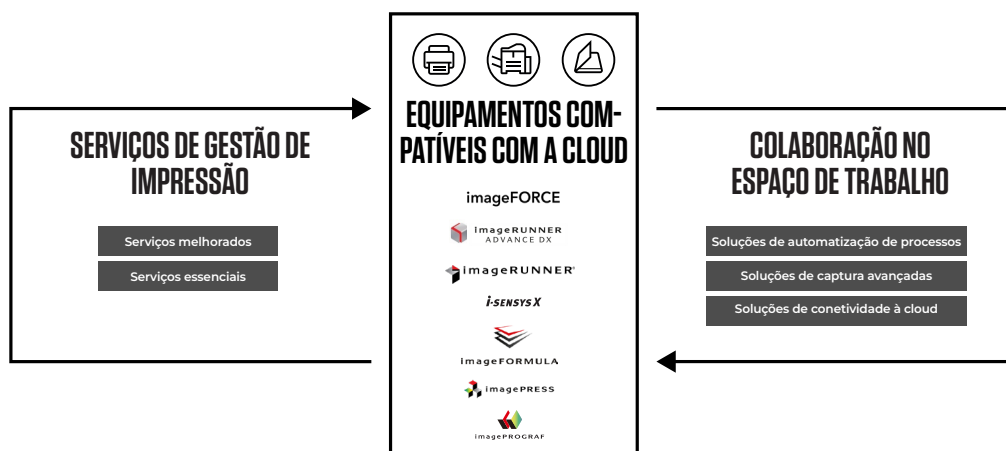 SERVIÇOS DE GESTÃO DE
IMPRESSÃO
Serviços melhorados
Serviços essenciais
EQUIPAMENTOS COM-
PATÍVEIS COM A CLOUD
imageFORCE
imageRUNNER
ADVANCE DX
imageRUNNER®
i-SENSYS X
imageFORMULA
imagePRESS
imagePROGRAF
COLABORAÇÃO NO
ESPAÇO DE TRABALHO
Soluções de automatização de processos
Soluções de captura avançadas
Soluções de conetividade à cloud